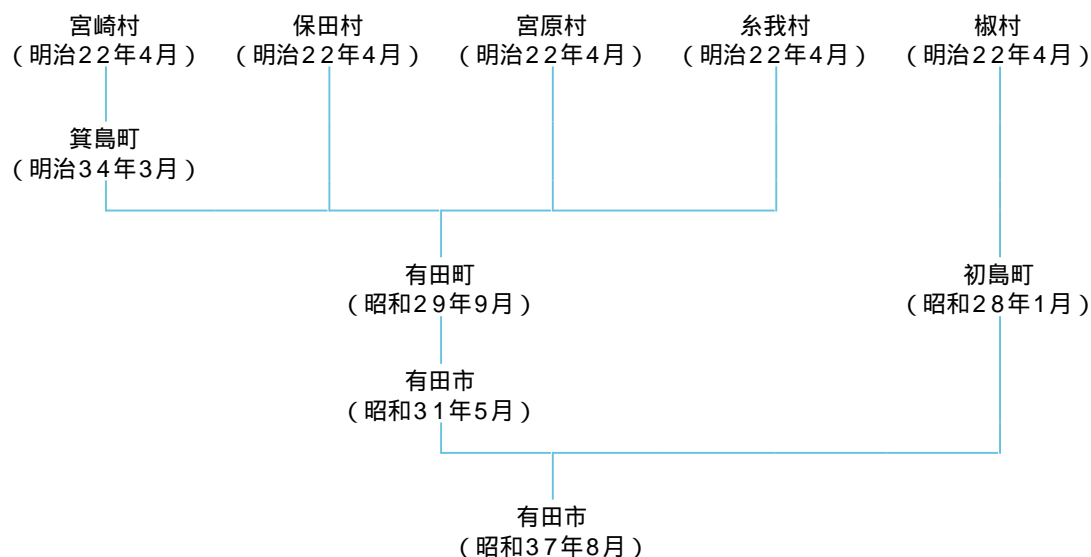 宮崎村
(明治22年4月)
保田村
(明治22年4月)
宮原村
(明治22年4月)
糸我村
(明治22年4月)
椒村
(明治22年4月)
箕島町
(明治34年3月)
有田町
(昭和29年9月)
初島町
(昭和28年1月)
有田市
(昭和31年5月)
有田市
(昭和37年8月)